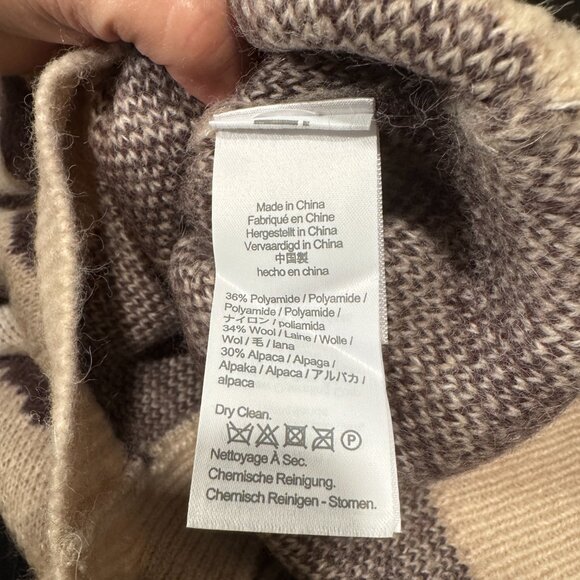 Made in China
Fabriqué en Chine
Hergestellt in China
Vervaardigd in China
中国製
hecho en china
36% Polyamide / Polyamide /
Polyamide / Polyamide /
ナイロン / poliamida
34% Wool / Laine / Wolle /
Wol / 毛 / lana
30% Alpaca / Alpaga /
Alpaka / Alpaca / アルパカ /
alpaca
Dry Clean.
P
Nettoyage À Sec.
Chemische Reinigung.
Chemisch Reinigen - Stomen.